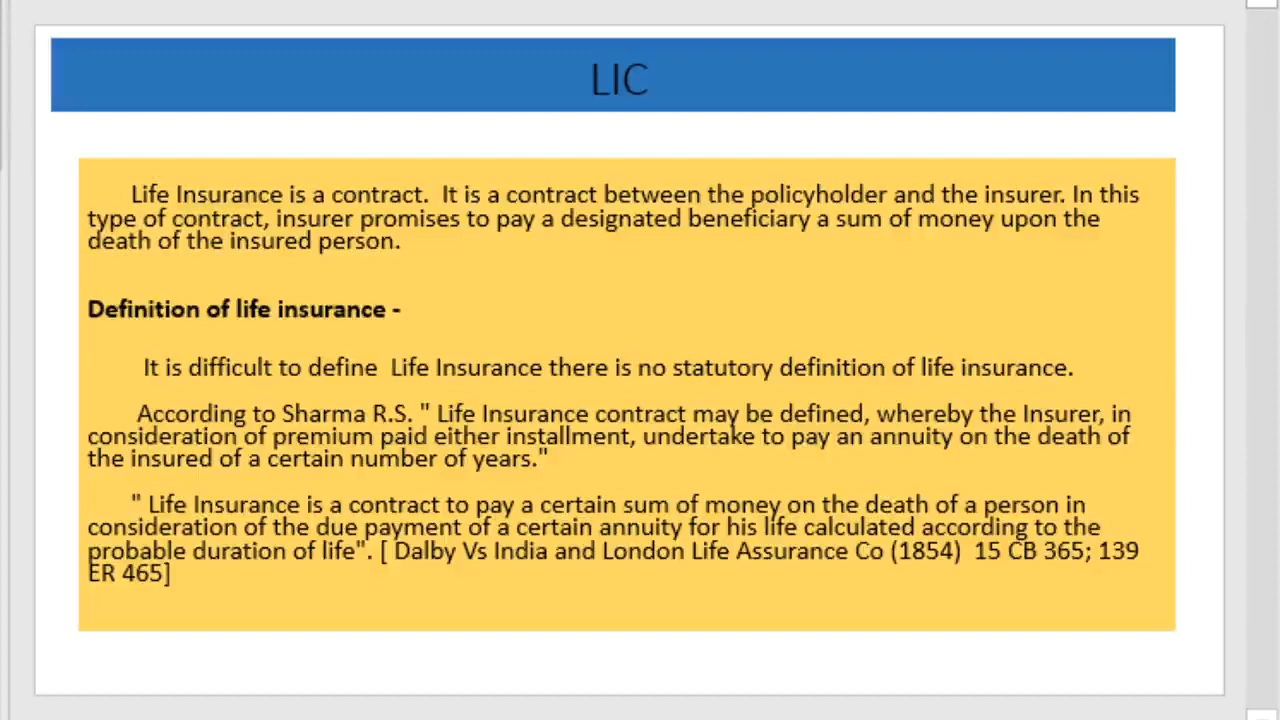 LIC
Life Insurance is a contract. It is a contract between the policyholder and the insurer. In this
type of contract, insurer promises to pay a designated beneficiary a sum of money upon the
death of the insured person.
Definition of life insurance -
It is difficult to define Life Insurance there is no statutory definition of life insurance.
According to Sharma R.S. " Life Insurance contract may be defined, whereby the Insurer, in
consideration of premium paid either installment, undertake to pay an annuity on the death of
the insured of a certain number of years."
" Life Insurance is a contract to pay a certain sum of money on the death of a person in
consideration of the due payment of a certain annuity for his life calculated according to the
probable duration of life". [ Dalby Vs India and London Life Assurance Co (1854) 15 CB 365; 139
ER 465]